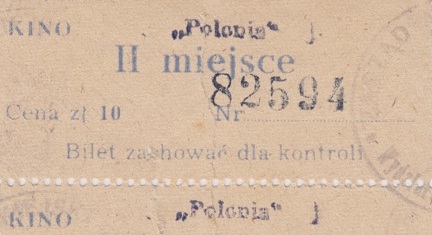 KINO „Polonia"
II miejsce
82594
Cena zł 10 Nr
Bilet zachować dla kontroli
KINO „Polonia"